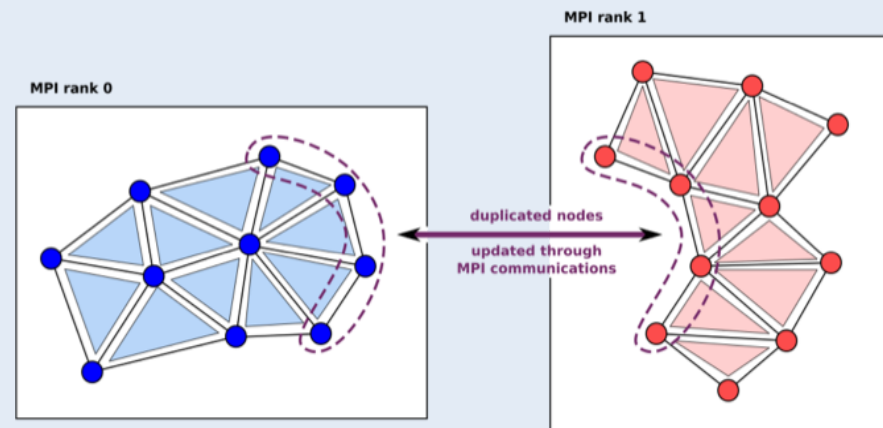 MPI rank 1
MPI rank 0
duplicated nodes
updated through
MPI communications